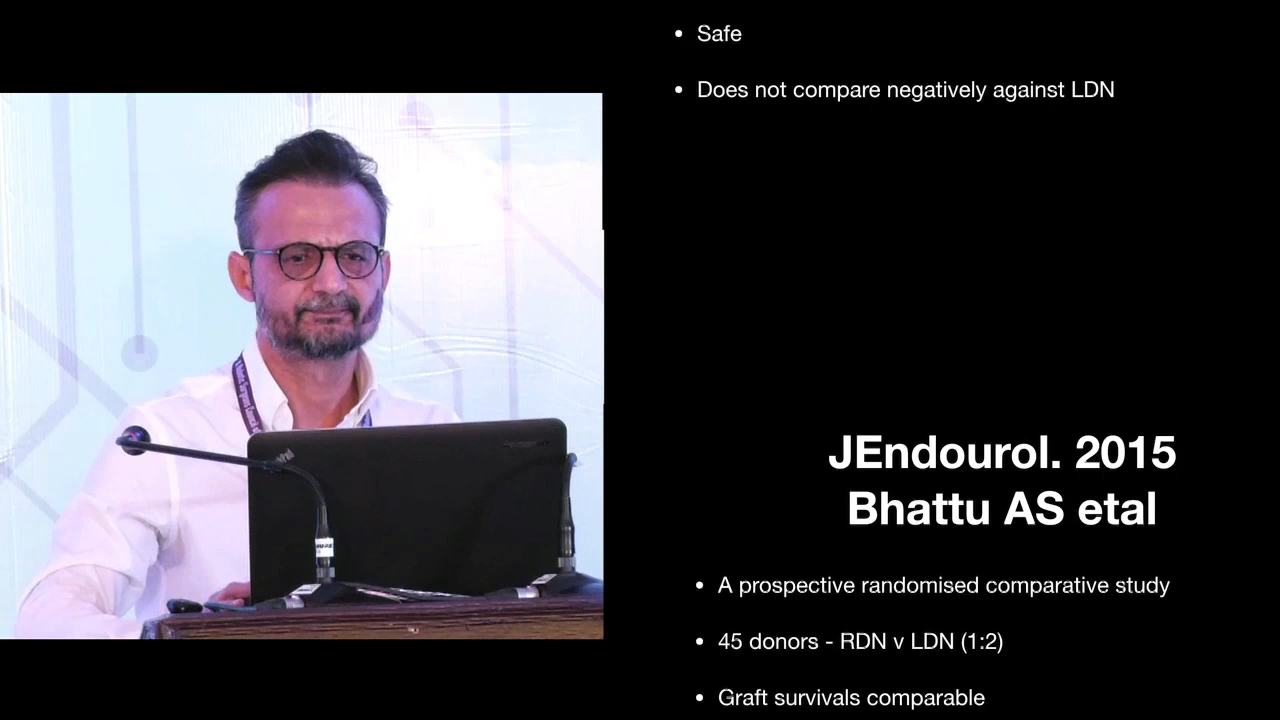 Safe
Does not compare negatively against LDN
JEndourol. 2015
Bhattu AS etal
A prospective randomised comparative study
45 donors - RDN v LDN (1:2)
Graft survivals comparable